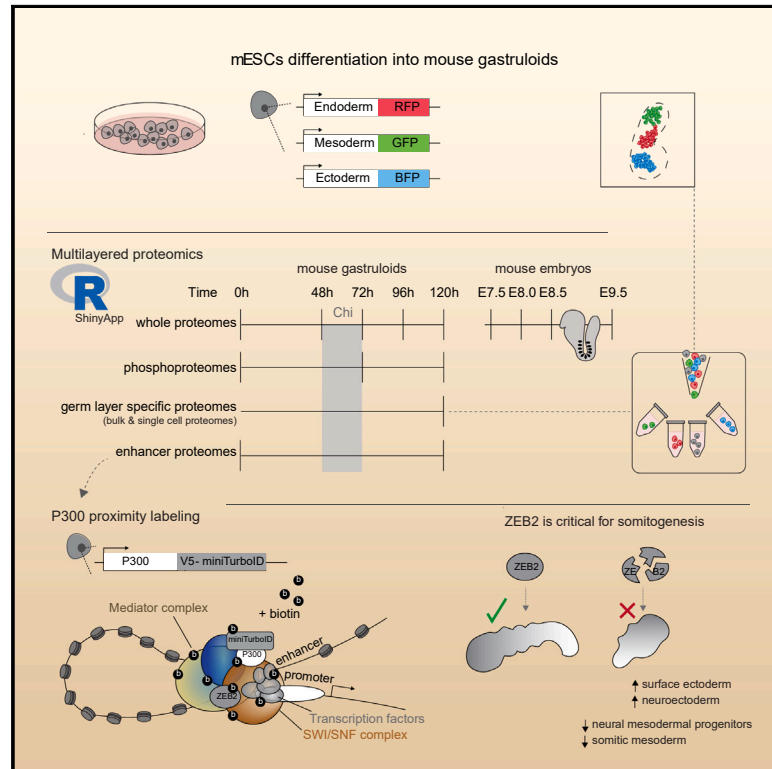 mESCs differentiation into mouse gastruloids
Endoderm RFP
Mesoderm GFP
Ectoderm BFP
Multilayered proteomics
R
ShinyApp
mouse gastruloids
mouse embryos
Time 0h 48h 72h 96h 120h E7.5 E8.0 E8.5 E9.5
Chi
whole proteomes
phosphoproteomes
germ layer specific proteomes
(bulk & single cell proteomes)
enhancer proteomes
P300 proximity labeling
P300 V5- miniTurboID
b
b
b
+ biotin
Mediator complex
b
b
miniTurboID
P300
b
enhancer
b
b
b
promoter
b
ZEB2
b
b
Transcription factors
SWI/SNF complex
ZEB2 is critical for somitogenesis
ZEB2
ZE B2
↑ surface ectoderm
↑ neuroectoderm
↓ neural mesodermal progenitors
↓ somitic mesoderm